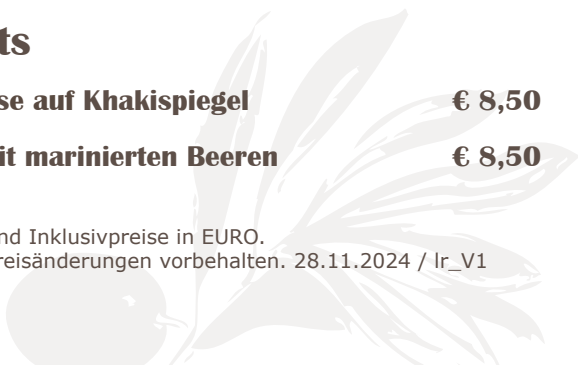 ts
se auf Khakispiegel € 8,50
it marinierten Beeren € 8,50
nd Inklusivpreise in EURO.
reisänderungen vorbehalten. 28.11.2024 / lr_V1